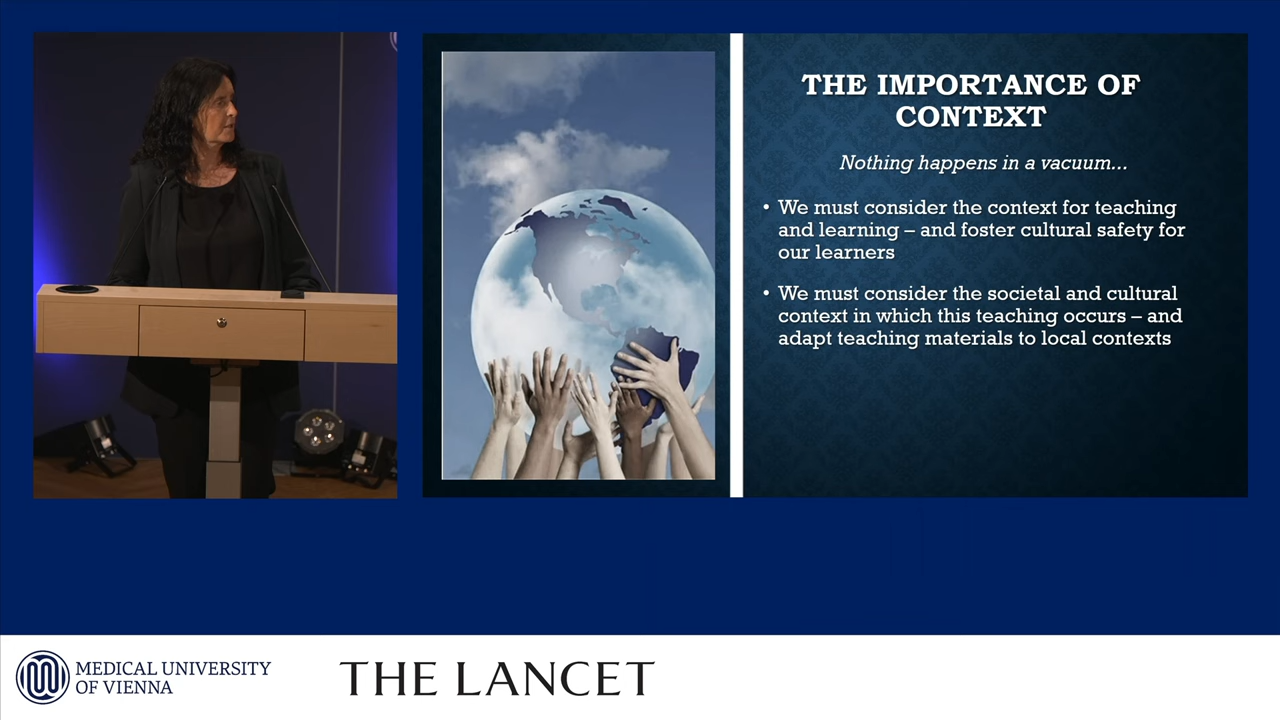 THE IMPORTANCE OF
CONTEXT
Nothing happens in a vacuum...
• We must consider the context for teaching
and learning – and foster cultural safety for
our learners
• We must consider the societal and cultural
context in which this teaching occurs – and
adapt teaching materials to local contexts
MEDICAL UNIVERSITY
OF VIENNA
THE LANCET